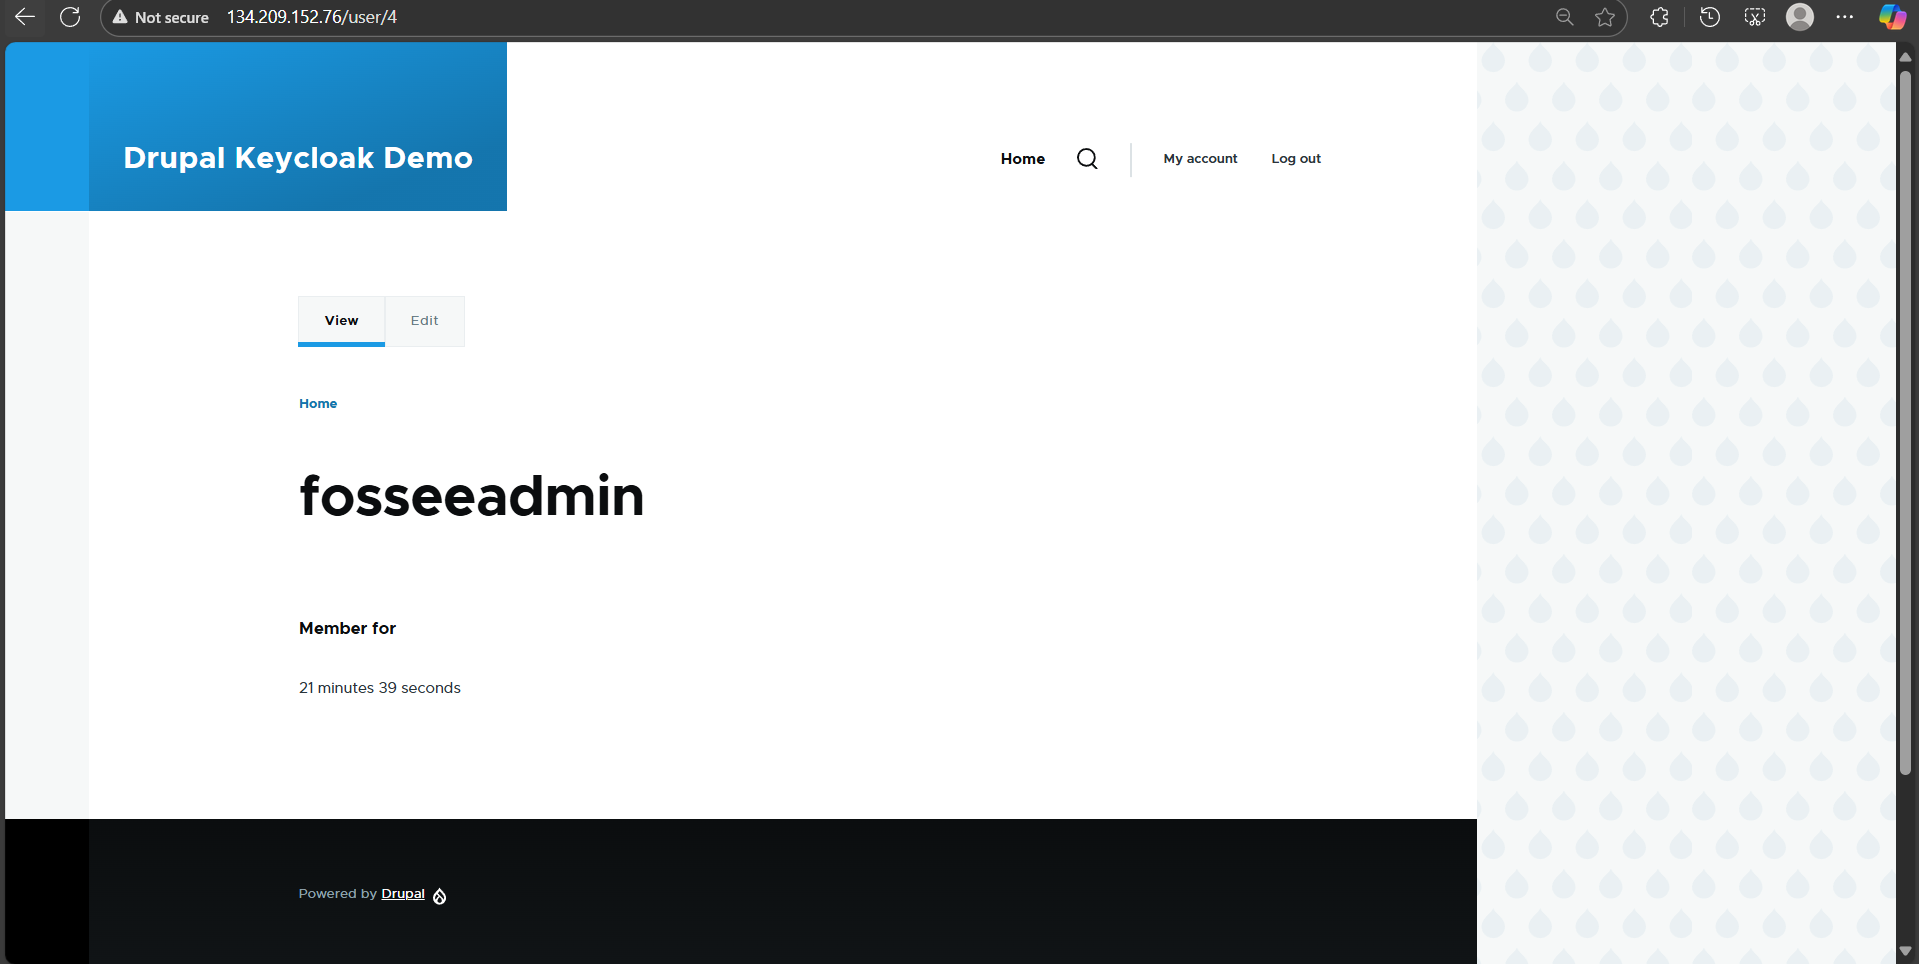 Not secure 134.209.152.76/user/4
Drupal Keycloak Demo
Home My account Log out
View Edit
Home
fosseeadmin
Member for
21 minutes 39 seconds
Powered by Drupal